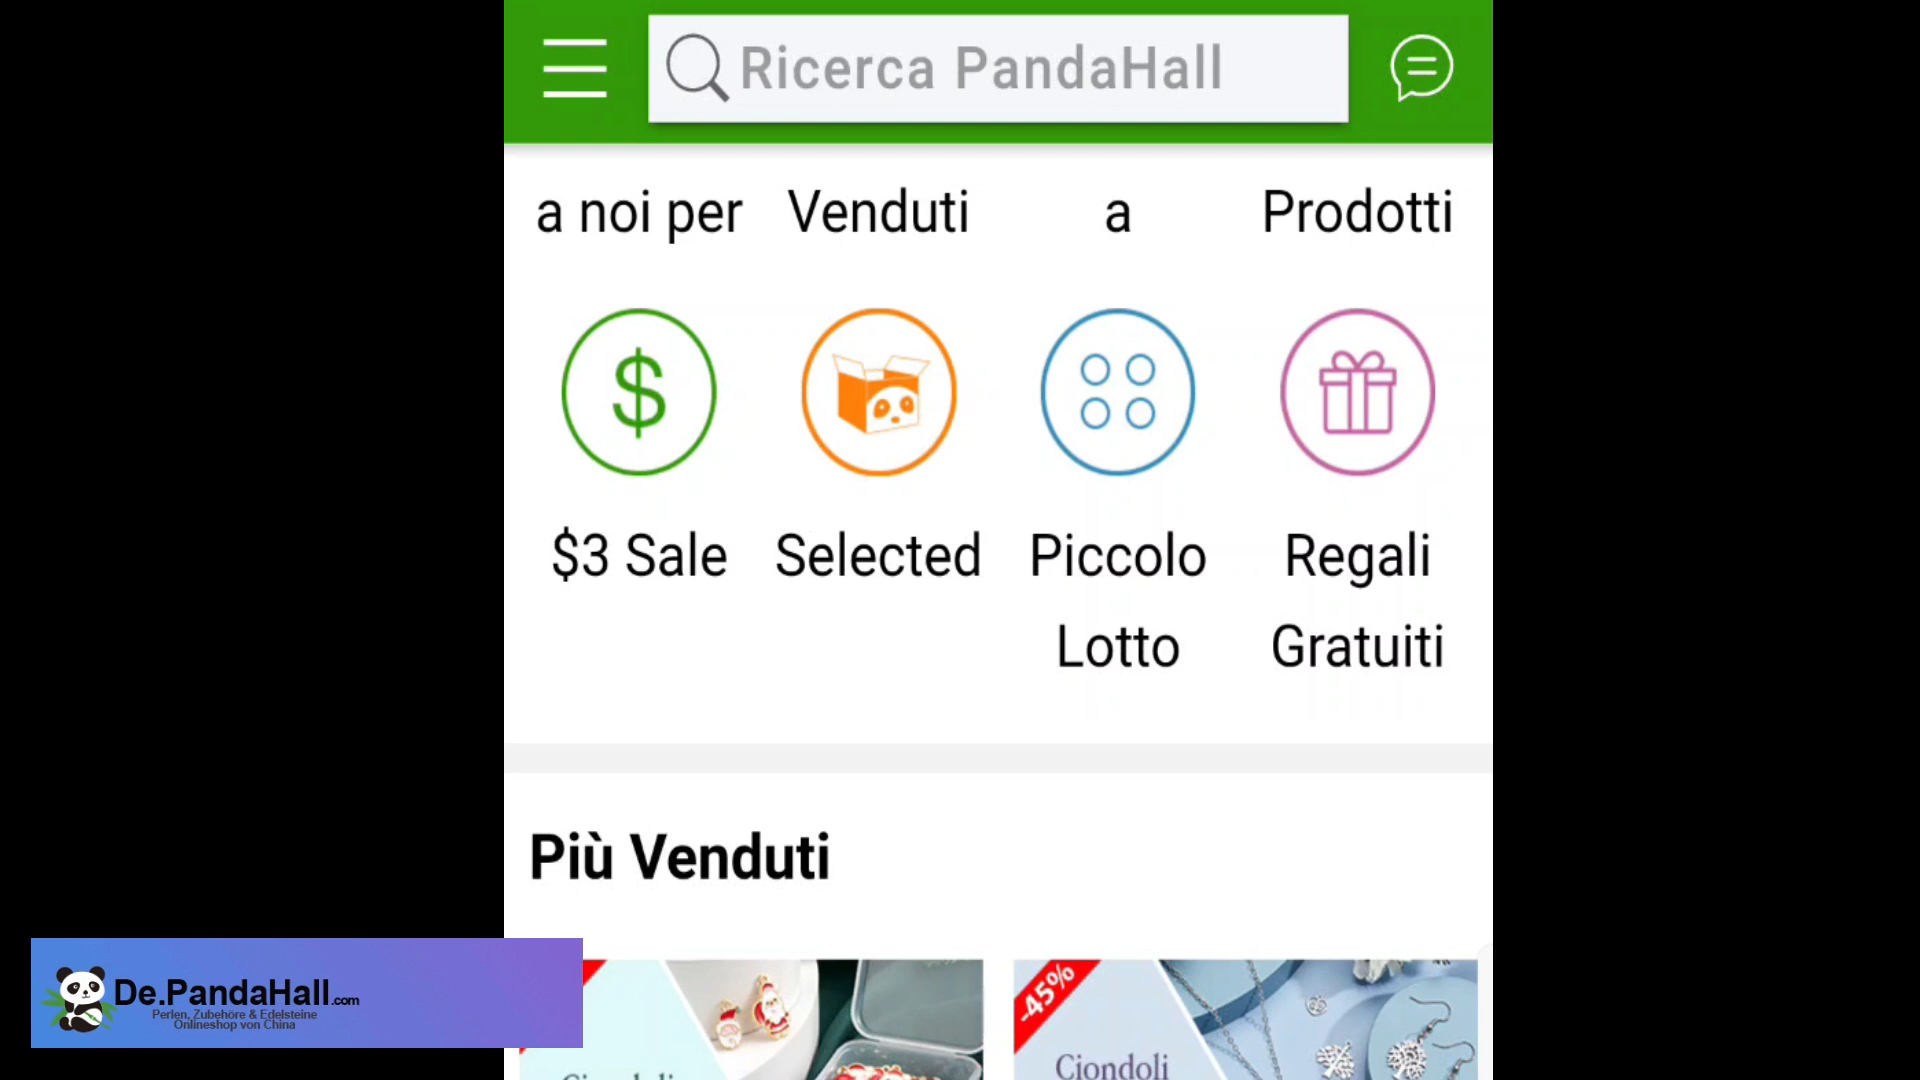 Ricerca PandaHall
a noi per
Venduti
a
Prodotti
$
$3 Sale
Selected
Piccolo
Lotto
Regali
Gratuiti
Più Venduti
-45%
Ciondoli
De.PandaHall.com
Perlen, Zubehöre & Edelsteine
Onlineshop von China